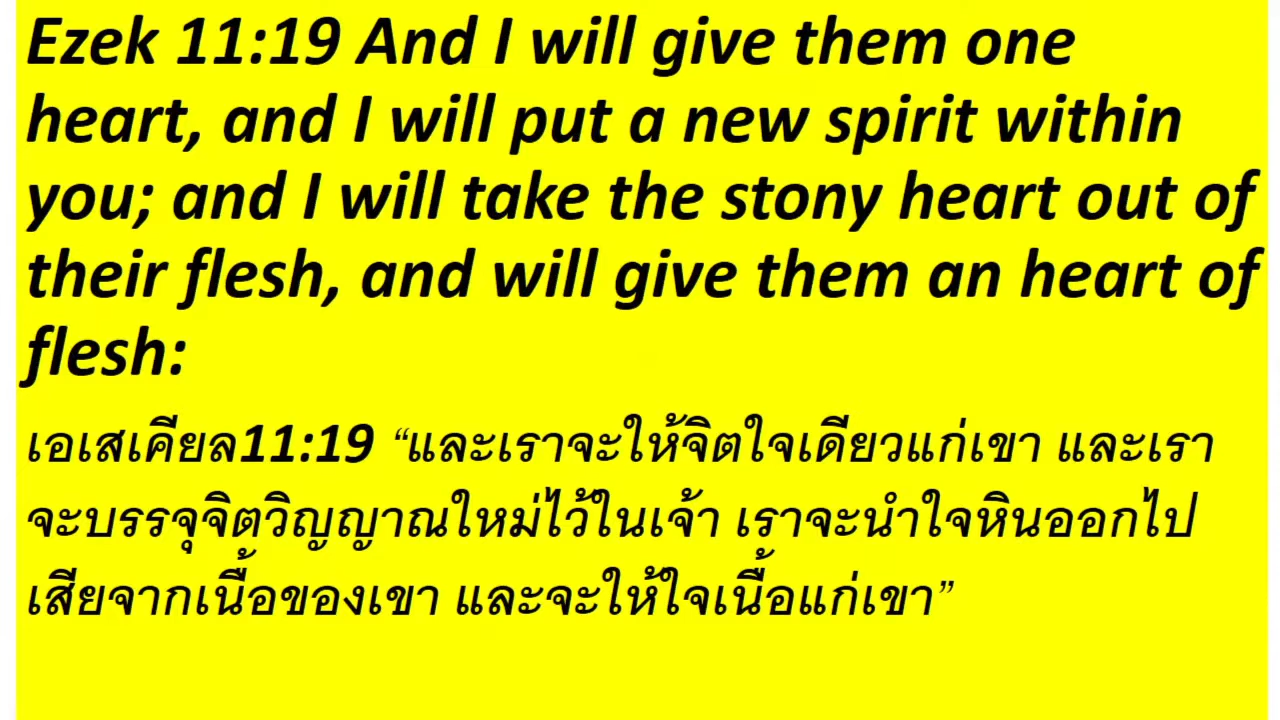 Ezek 11:19 And I will give them one
heart, and I will put a new spirit within
you; and I will take the stony heart out of
their flesh, and will give them an heart of
flesh:
เอเสเคียล11:19 “และเราจะให้จิตใจเดียวแก่เขา และเรา
จะบรรจุจิตวิญญาณใหม่ไว้ในเจ้า เราจะนำใจหินออกไป
เสียจากเนื้อของเขา และจะให้ใจเนื้อแก่เขา”